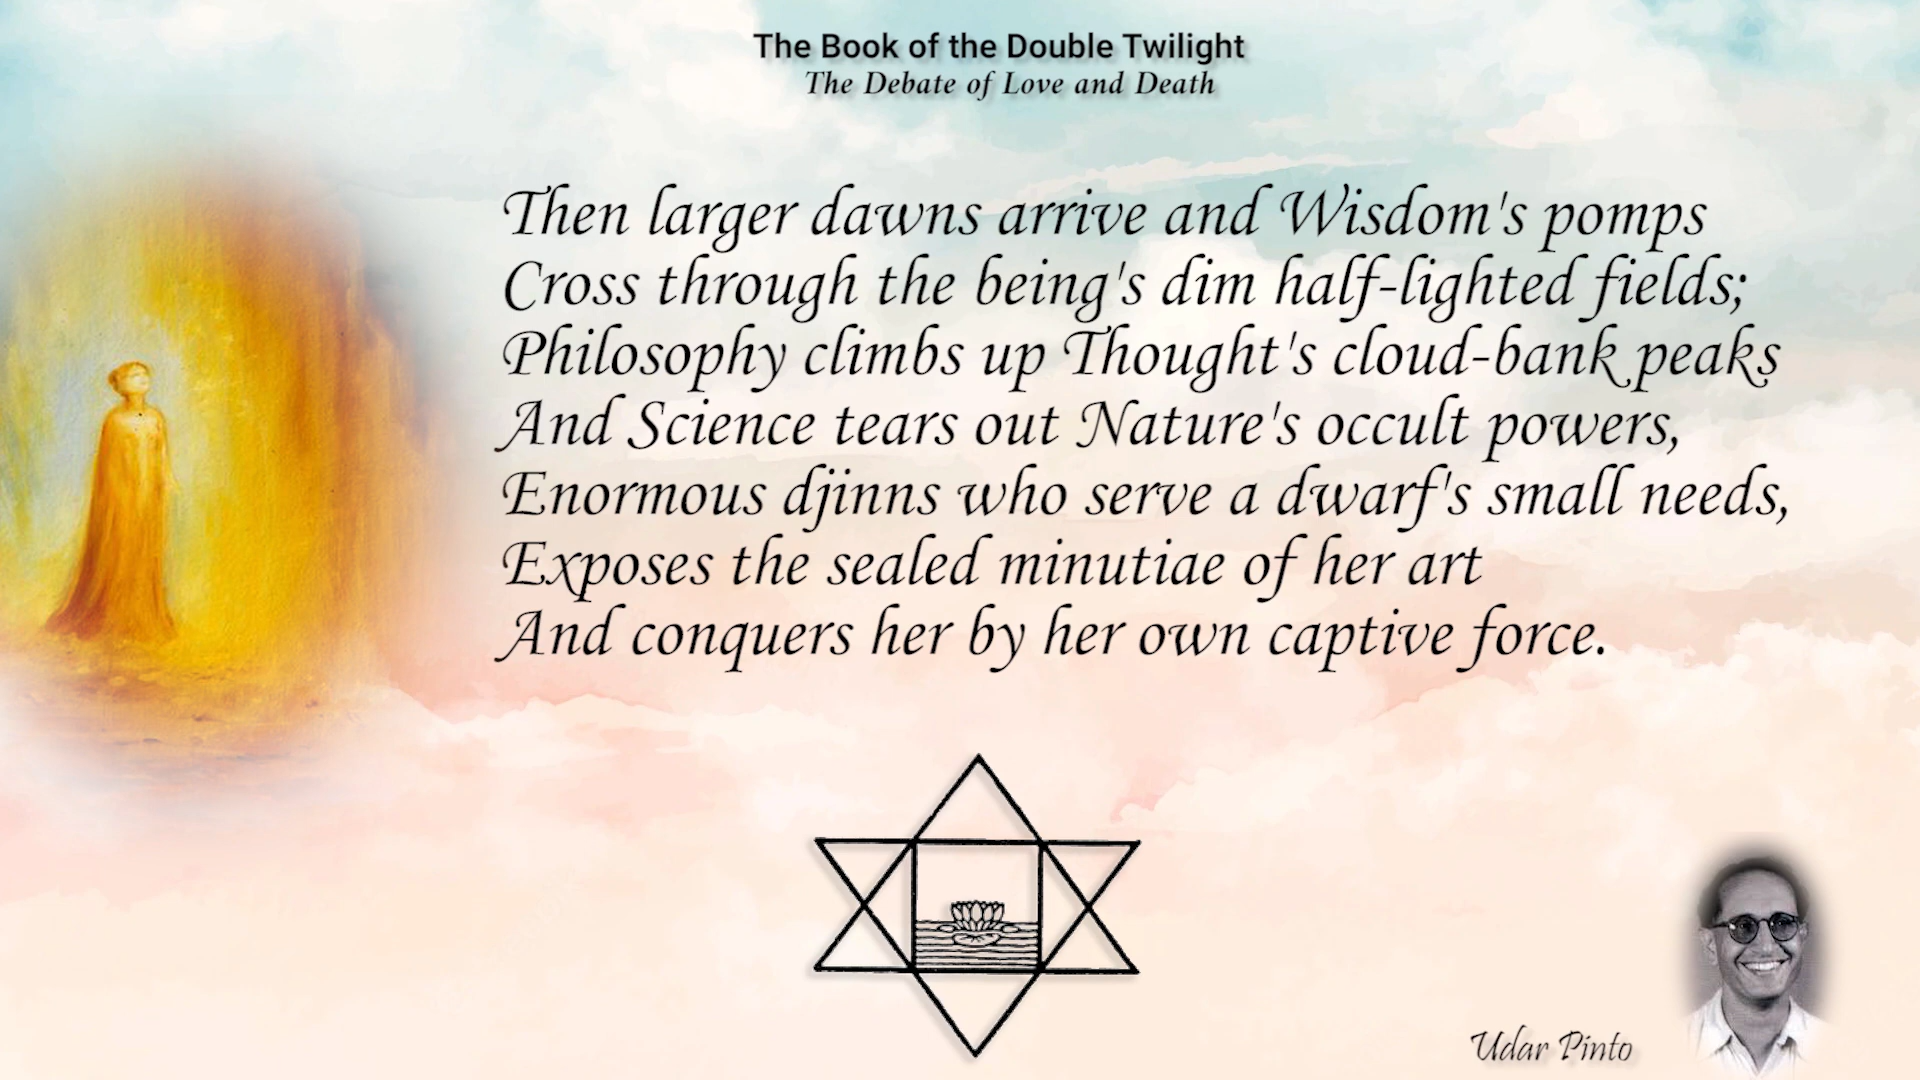 The Book of the Double Twilight
The Debate of Love and Death
Then larger dawns arrive and Wisdom's pomps
Cross through the being's dim half-lighted fields;
Philosophy climbs up Thought's cloud-bank peaks
And Science tears out Nature's occult powers,
Enormous djinns who serve a dwarf's small needs,
Exposes the sealed minutiae of her art
And conquers her by her own captive force.
Udar Pinto